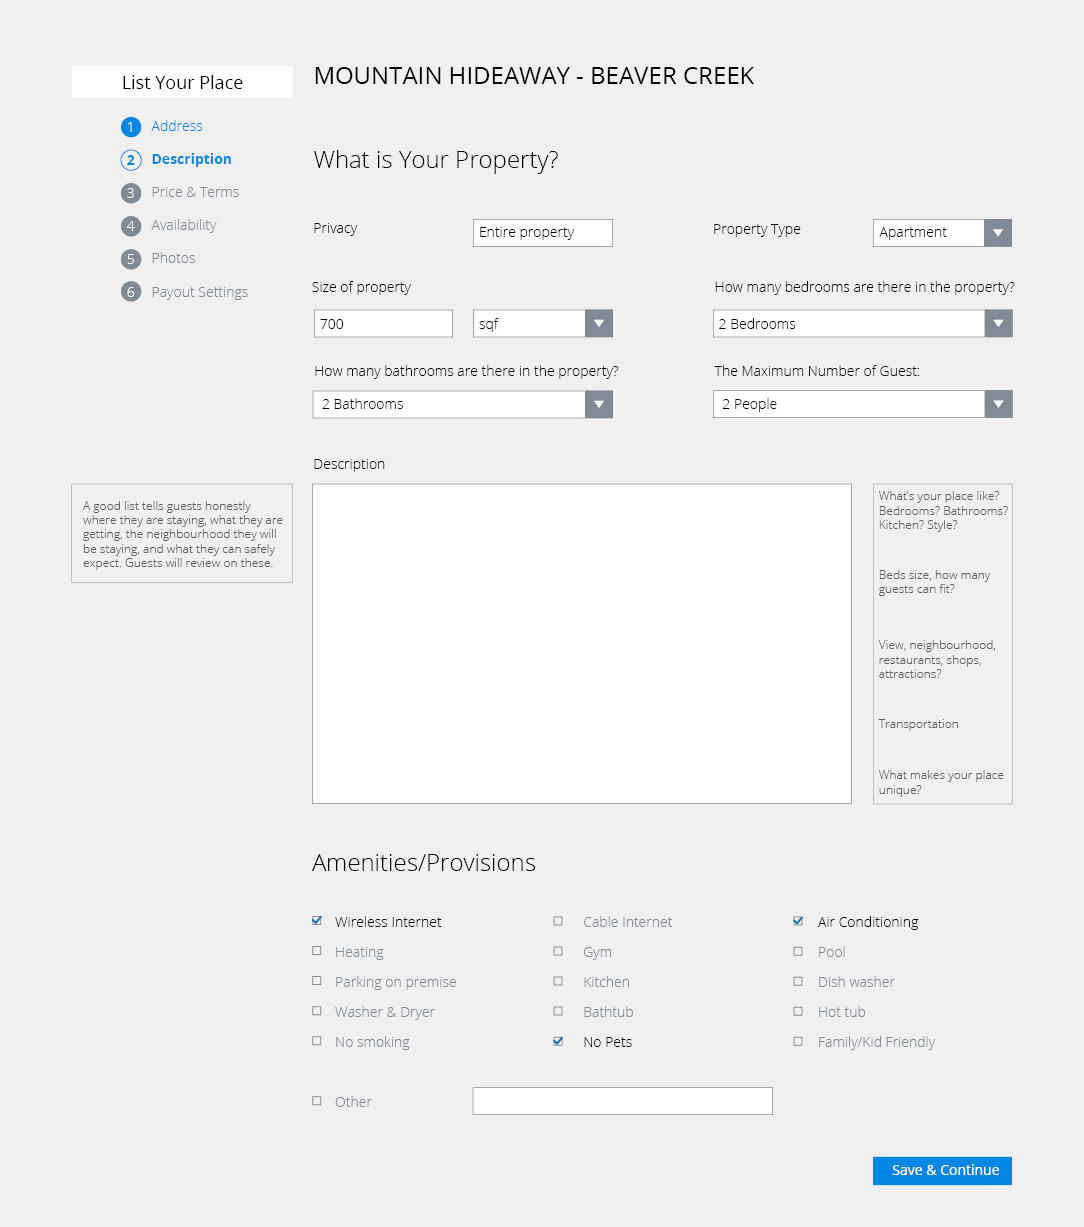 List Your Place
1 Address
2 Description
3 Price & Terms
4 Availability
5 Photos
6 Payout Settings
MOUNTAIN HIDEAWAY - BEAVER CREEK
What is Your Property?
Privacy
Entire property
Property Type
Apartment
Size of property
700
sqf
How many bedrooms are there in the property?
2 Bedrooms
How many bathrooms are there in the property?
2 Bathrooms
The Maximum Number of Guest:
2 People
Description
A good list tells guests honestly
where they are staying, what they are
getting, the neighbourhood they will
be staying, and what they can safely
expect. Guests will review on these.
What's your place like?
Bedrooms? Bathrooms?
Kitchen? Style?
Beds size, how many
guests can fit?
View, neighbourhood,
restaurants, shops,
attractions?
Transportation
What makes your place
unique?
Amenities/Provisions
Wireless Internet
Cable Internet
Air Conditioning
Heating
Gym
Pool
Parking on premise
Kitchen
Dish washer
Washer & Dryer
Bathtub
Hot tub
No smoking
No Pets
Family/Kid Friendly
Other
Save & Continue